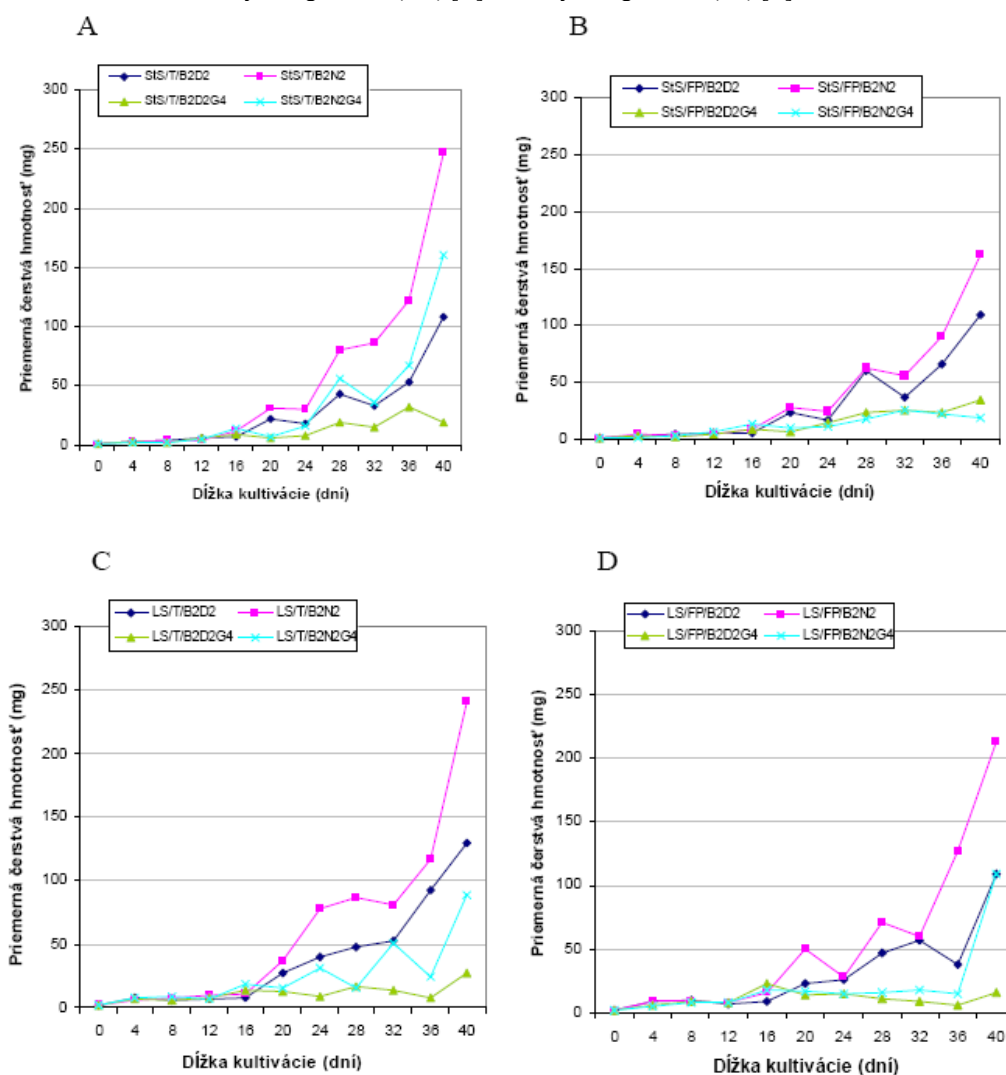 A
StS/T/B2D2 StS/T/B2N2
StS/T/B2D2G4 StS/T/B2N2G4
Priemerná čerstvá hmotnosť (mg)
300
250
200
150
100
50
0
0 4 8 12 16 20 24 28 32 36 40
Dĺžka kultivácie (dní)
B
StS/FP/B2D2 StS/FP/B2N2
StS/FP/B2D2G4 StS/FP/B2N2G4
Priemerná čerstvá hmotnosť (mg)
300
250
200
150
100
50
0
0 4 8 12 16 20 24 28 32 36 40
Dĺžka kultivácie (dní)
C
LS/T/B2D2 LS/T/B2N2
LS/T/B2D2G4 LS/T/B2N2G4
Priemerná čerstvá hmotnosť (mg)
300
250
200
150
100
50
0
0 4 8 12 16 20 24 28 32 36 40
Dĺžka kultivácie (dní)
D
LS/FP/B2D2 LS/FP/B2N2
LS/FP/B2D2G4 LS/FP/B2N2G4
Priemerná čerstvá hmotnosť (mg)
300
250
200
150
100
50
0
0 4 8 12 16 20 24 28 32 36 40
Dĺžka kultivácie (dní)